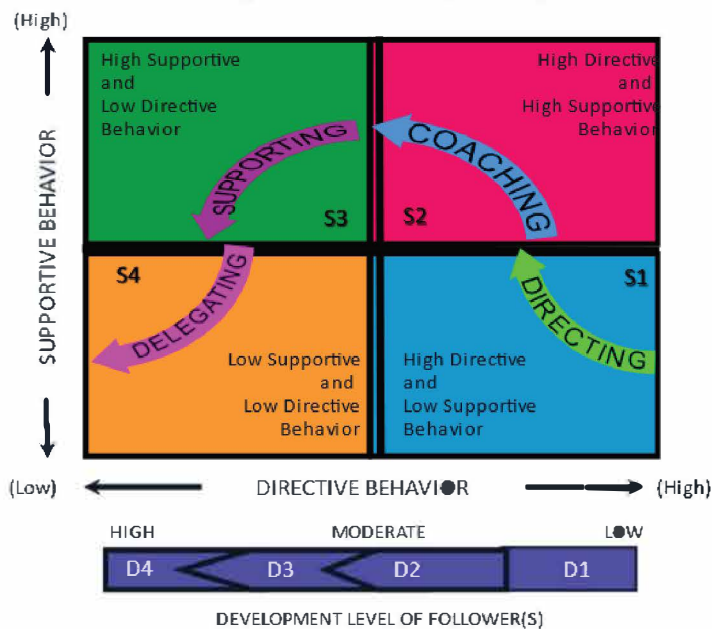 (High)
High Supportive
and
Low Directive
Behavior
High Directive
and
High Supportive
Behavior
SUPPORTING
COACHING
S3
S2
SUPPORTIVE BEHAVIOR
S4
S1
DELEGATING
DIRECTING
Low Supportive
and
Low Directive
Behavior
High Directive
and
Low Supportive
Behavior
(Low)
DIRECTIVE BEHAVIOR
(High)
HIGH
MODERATE
LOW
D4
D3
D2
D1
DEVELOPMENT LEVEL OF FOLLOWER(S)